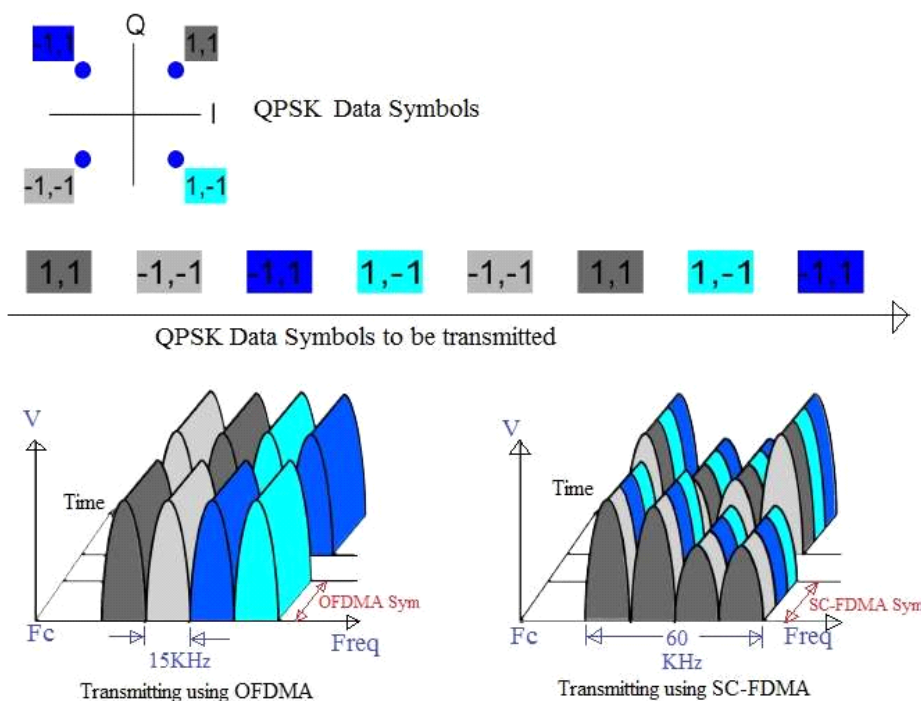 Q
-1,1 1,1
I QPSK Data Symbols
-1,-1 1,-1
1,1 -1,-1 -1,1 1,-1 -1,-1 1,1 1,-1 -1,1
QPSK Data Symbols to be transmitted
V
Time
OFDMA Sym
Fc Freq
15KHz
Transmitting using OFDMA
V
Time
SC-FDMA Sym
Fc 60 Freq
KHz
Transmitting using SC-FDMA